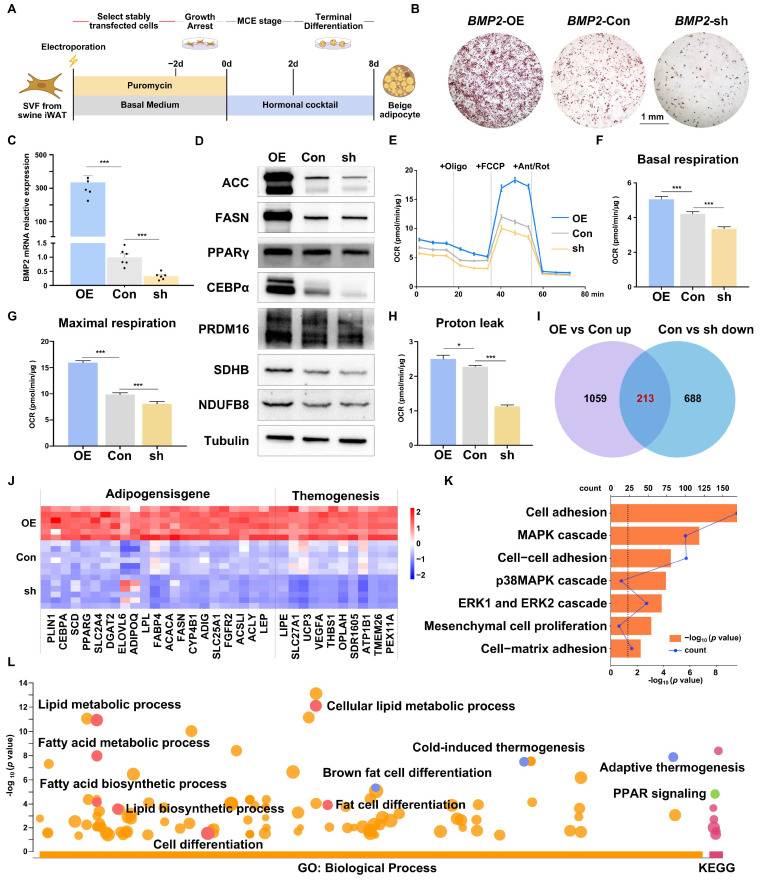 A
Select stably
transfected cells
Growth
Arrest
MCE stage
Terminal
Differentiation
Electroporation
−2d
0d
2d
8d
Puromycin
Basal Medium
Hormonal cocktail
SVF from
swine iWAT
Beige
adipocyte
B
BMP2-OE
BMP2-Con
BMP2-sh
1 mm
C
BMP2 mRNA relactive expression
500
300
100
1.5
1.0
0.5
0
***
***
OE
Con
sh
D
OE Con sh
ACC
FASN
PPARγ
CEBPα
PRDM16
SDHB
NDUFB8
Tubulin
E
+Oligo
+FCCP
+Ant/Rot
OCR (pmol/min/μg)
20
15
10
5
0
0
20
40
60
80 min
OE
Con
sh
F
Basal respiration
OCR (pmol/min/μg)
6
4
2
0
***
***
OE
Con
sh
G
Maximal respiration
OCR (pmol/min/μg)
20
15
10
5
0
***
***
OE
Con
sh
H
Proton leak
OCR (pmol/min/μg)
3
2
1
0
*
***
OE
Con
sh
I
OE vs Con up
Con vs sh down
1059
213
688
J
Adipogensisgene
Themogenesis
OE
Con
sh
2
1
0
−1
−2
PLIN1
CEBPA
SCD
PPARG
SLC2A4
DGAT2
ELOVL6
ADIPOQ
LPL
FABP4
ACACA
FASN
CYP4B1
ADIG
SLC25A1
FGFR2
ACSLI
ACLY
LEP
LIPE
SLC27A1
UCP3
VEGFA
THBS1
OPLAH
SDR1605
ATP1B1
TMEM26
PEX11A
K
count
0 25 50 75 100 125 150
Cell adhesion
MAPK cascade
Cell−cell adhesion
p38MAPK cascade
ERK1 and ERK2 cascade
Mesenchymal cell proliferation
Cell−matrix adhesion
−log10 (p value)
count
0 2 4 6 8
-log10 (p value)
L
-log 10 (p value)
14
12
10
8
6
4
2
0
Lipid metabolic process
Cellular lipid metabolic process
Fatty acid metabolic process
Cold-induced thermogenesis
Brown fat cell differentiation
Adaptive thermogenesis
Fatty acid biosynthetic process
PPAR signaling
Lipid biosynthetic process
Fat cell differentiation
Cell differentiation
GO: Biological Process
KEGG